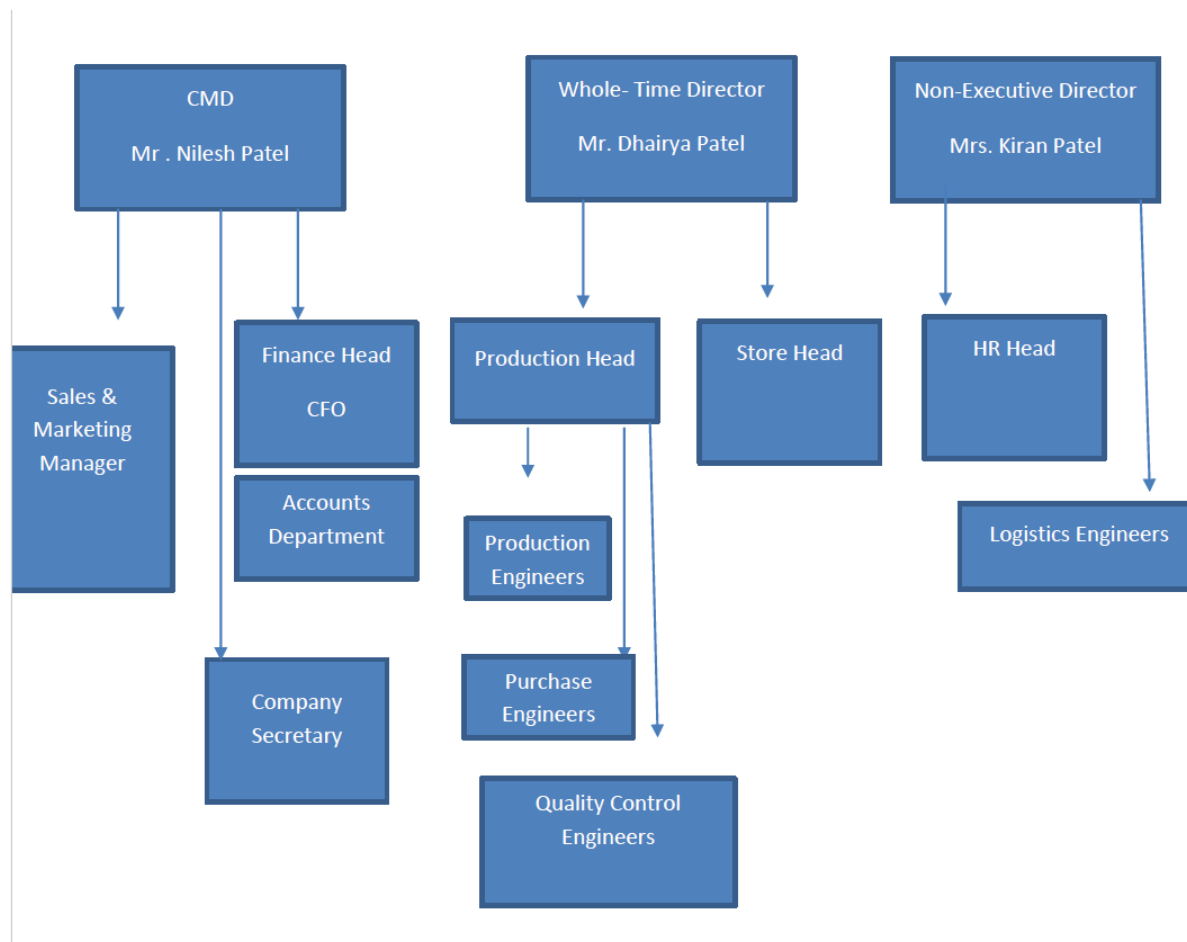 CMD
Mr . Nilesh Patel
Whole- Time Director
Mr. Dhairya Patel
Non-Executive Director
Mrs. Kiran Patel
Sales &
Marketing
Manager
Finance Head
CFO
Accounts
Department
Company
Secretary
Production Head
Store Head
Production
Engineers
Purchase
Engineers
Quality Control
Engineers
HR Head
Logistics Engineers